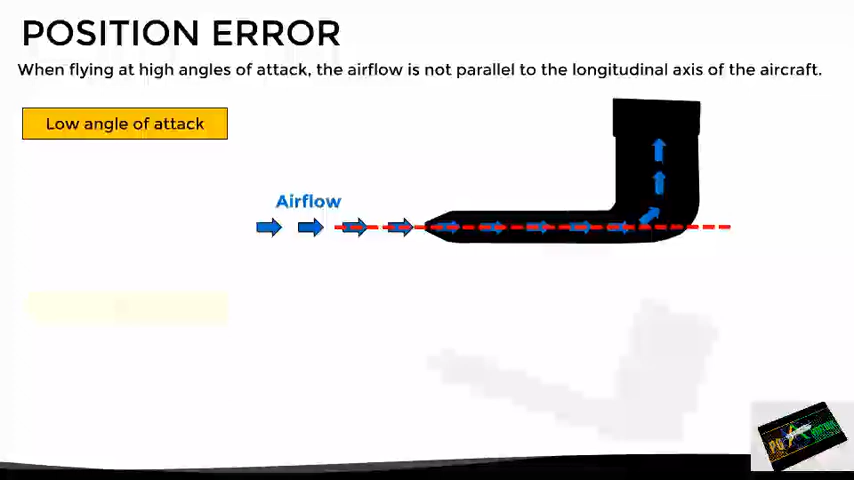 POSITION ERROR
When flying at high angles of attack, the airflow is not parallel to the longitudinal axis of the aircraft.
Low angle of attack
Airflow